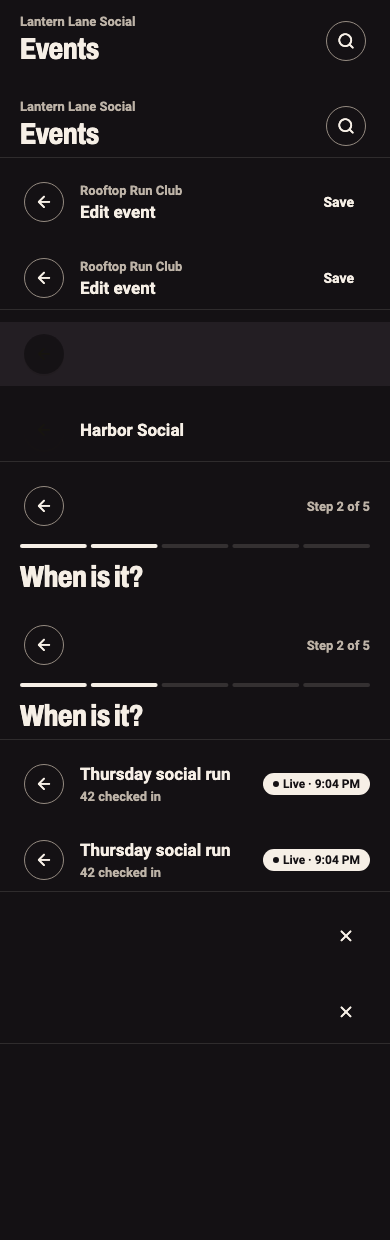 Lantern Lane Social
Events
Lantern Lane Social
Events
Rooftop Run Club
Edit event
Save
Rooftop Run Club
Edit event
Save
Harbor Social
Step 2 of 5
When is it?
Step 2 of 5
When is it?
Thursday social run
42 checked in
Live · 9:04 PM
Thursday social run
42 checked in
Live · 9:04 PM